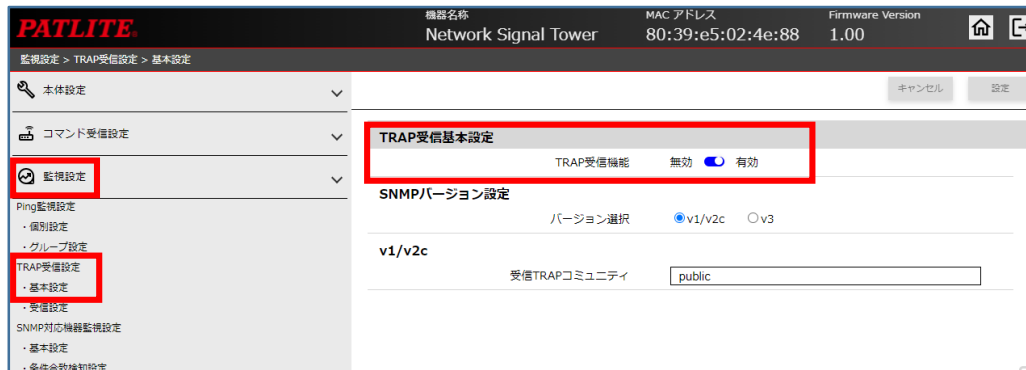 PATLITE
機器名称
Network Signal Tower
MAC アドレス
80:39:e5:02:4e:88
Firmware Version
1.00
監視設定 > TRAP受信設定 > 基本設定
本体設定
コマンド受信設定
監視設定
Ping監視設定
・個別設定
・グループ設定
TRAP受信設定
・基本設定
・受信設定
SNMP対応機器監視設定
・基本設定
・条件合致検知設定
キャンセル
設定
TRAP受信基本設定
TRAP受信機能 無効 有効
SNMPバージョン設定
バージョン選択 v1/v2c v3
v1/v2c
受信TRAPコミュニティ public